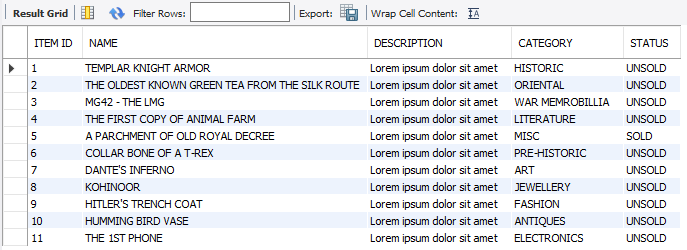 Result Grid Filter Rows: Export: Wrap Cell Content: IA
ITEM ID NAME DESCRIPTION CATEGORY STATUS
1 TEMPLAR KNIGHT ARMOR Lorem ipsum dolor sit amet HISTORIC UNSOLD
2 THE OLDEST KNOWN GREEN TEA FROM THE SILK ROUTE Lorem ipsum dolor sit amet ORIENTAL UNSOLD
3 MG42 - THE LMG Lorem ipsum dolor sit amet WAR MEMROBILLIA UNSOLD
4 THE FIRST COPY OF ANIMAL FARM Lorem ipsum dolor sit amet LITERATURE UNSOLD
5 A PARCHMENT OF OLD ROYAL DECREE Lorem ipsum dolor sit amet MISC SOLD
6 COLLAR BONE OF A T-REX Lorem ipsum dolor sit amet PRE-HISTORIC UNSOLD
7 DANTE'S INFERNO Lorem ipsum dolor sit amet ART UNSOLD
8 KOHINOOR Lorem ipsum dolor sit amet JEWELLERY UNSOLD
9 HITLER'S TRENCH COAT Lorem ipsum dolor sit amet FASHION UNSOLD
10 HUMMING BIRD VASE Lorem ipsum dolor sit amet ANTIQUES UNSOLD
11 THE 1ST PHONE Lorem ipsum dolor sit amet ELECTRONICS UNSOLD